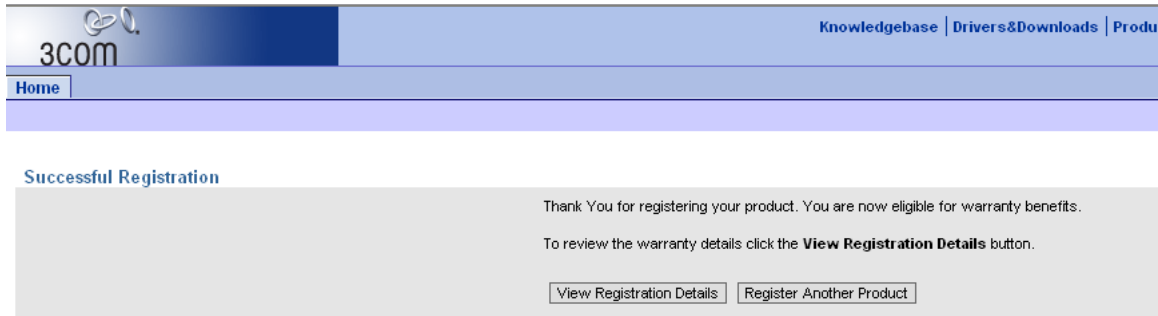 3com
Knowledgebase | Drivers&Downloads |
Home
Successful Registration
Thank You for registering your product. You are now eligible for warranty benefits.
To review the warranty details click the View Registration Details button.
View Registration Details Register Another Product